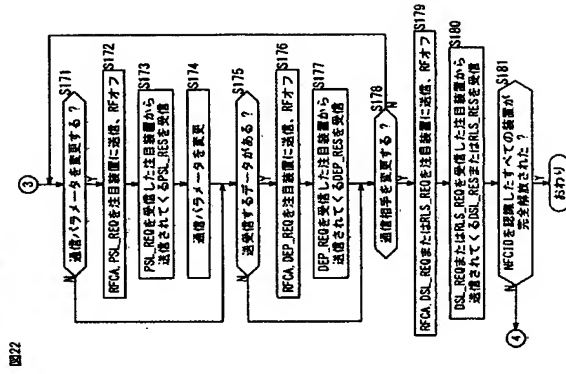 図22
③
通信パラメータを変更する？
S171
Y
N
RFCA、PSL_REQを注目装置に送信、RFオフ
S172
PSL_REQを受信した注目装置から
送信されてくるPSL_RESを受信
S173
通信パラメータを変更
S174
送受信するデータがある？
S175
Y
N
RFCA、DEP_REQを注目装置に送信、RFオフ
S176
DEP_REQを受信した注目装置から
送信されてくるDEP_RESを受信
S177
通信相手を変更する？
S178
N
Y
RFCA、DSL_REQまたはRLS_REQを注目装置に送信、RFオフ
S179
DSL_REQまたはRLS_REQを受信した注目装置から
送信されてくるDSL_RESまたはRLS_RESを受信
S180
NFCIDを認識したすべての装置が
完全解放された？
S181
N
Y
④
おわり